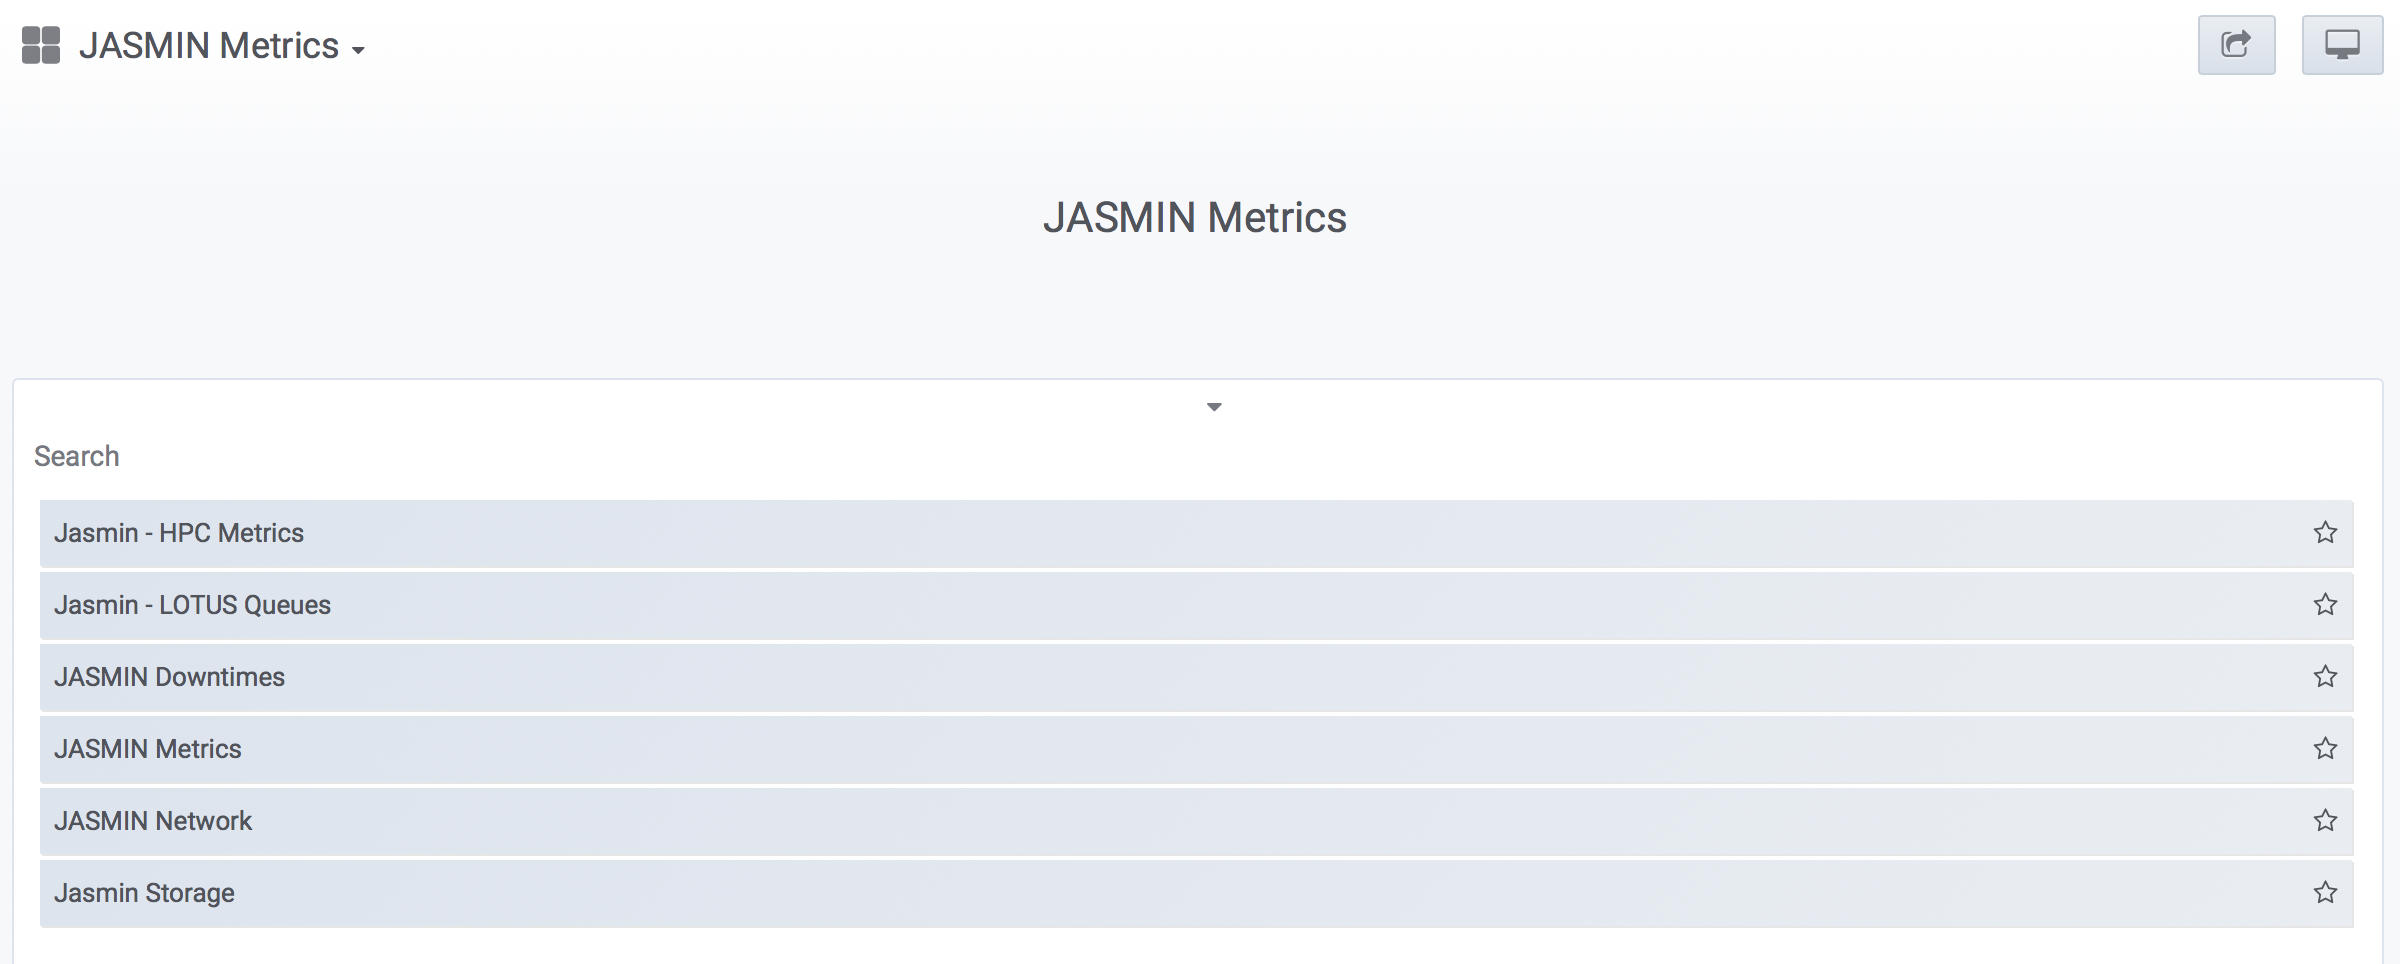 JASMIN Metrics
JASMIN Metrics
Search
Jasmin - HPC Metrics
Jasmin - LOTUS Queues
JASMIN Downtimes
JASMIN Metrics
JASMIN Network
Jasmin Storage